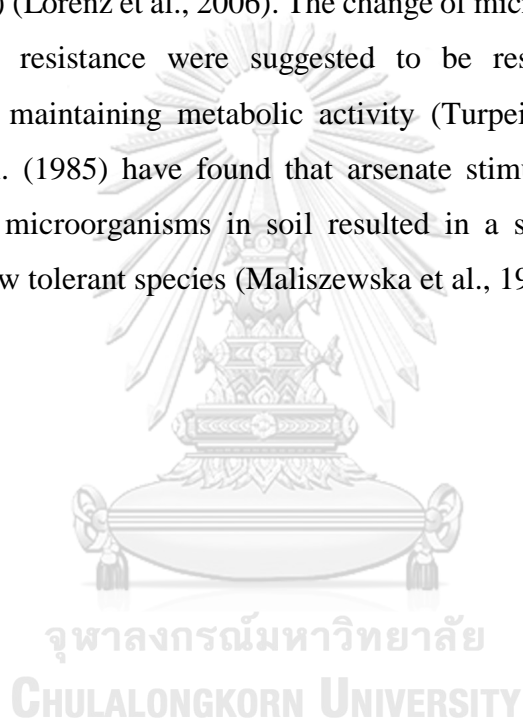 ) (Lorenz et al., 2006). The change of mic
resistance were suggested to be res
maintaining metabolic activity (Turpei
. (1985) have found that arsenate stim
microorganisms in soil resulted in a s
w tolerant species (Maliszewska et al., 19
จุฬาลงกรณ์มหาวิทยาลัย
CHULALONGKORN UNIVERSITY